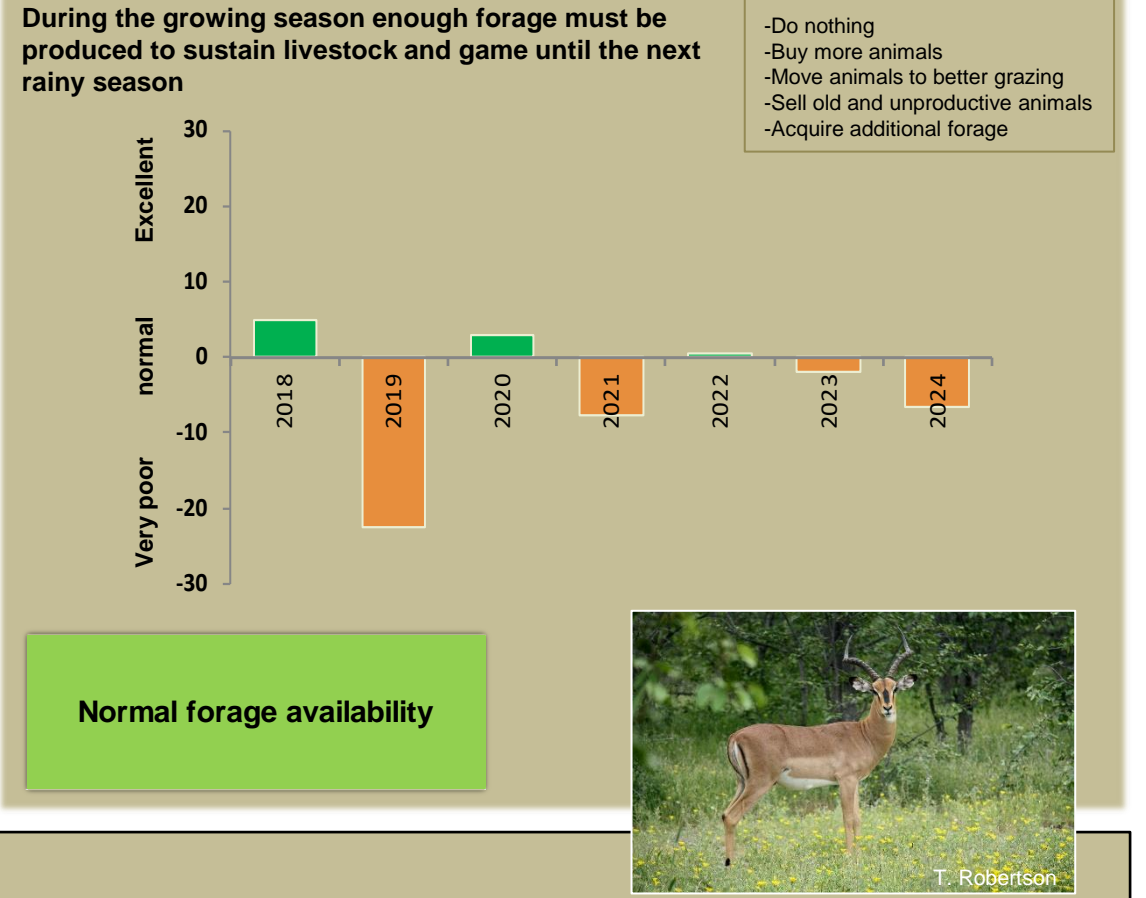 During the growing season enough forage must be
produced to sustain livestock and game until the next
rainy season
-Do nothing
-Buy more animals
-Move animals to better grazing
-Sell old and unproductive animals
-Acquire additional forage
Excellent
normal
Very poor
30
20
10
0
-10
-20
-30
2018
2019
2020
2021
2022
2023
2024
Normal forage availability
T. Robertson